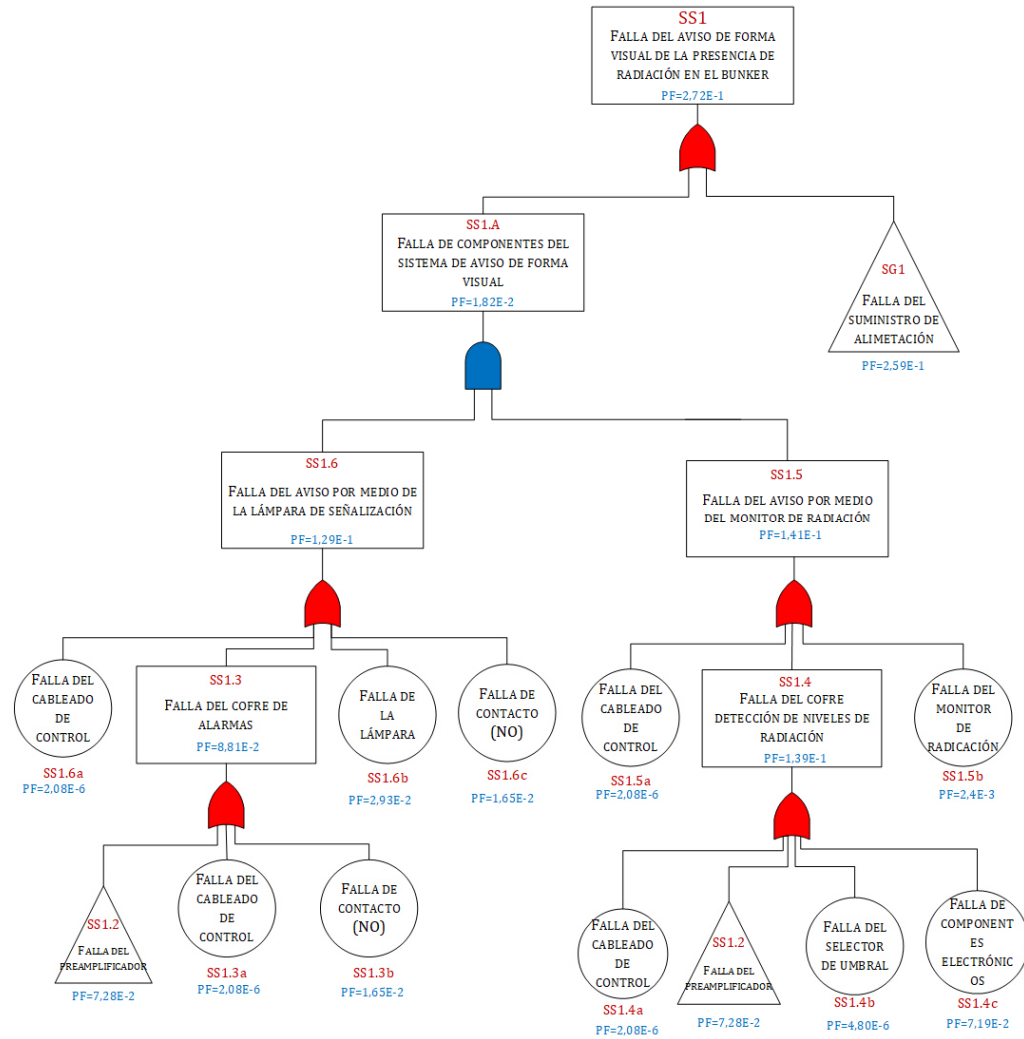 SS1
FALLA DEL AVISO DE FORMA
VISUAL DE LA PRESENCIA DE
RADIACIÓN EN EL BUNKER
PF=2,72E-1
SS1.A
FALLA DE COMPONENTES DEL
SISTEMA DE AVISO DE FORMA
VISUAL
PF=1,82E-2
SG1
FALLA DEL
SUMINISTRO DE
ALIMETACIÓN
PF=2,59E-1
SS1.6
FALLA DEL AVISO POR MEDIO DE
LA LÁMPARA DE SEÑALIZACIÓN
PF=1,29E-1
SS1.5
FALLA DEL AVISO POR MEDIO
DEL MONITOR DE RADIACIÓN
PF=1,41E-1
FALLA DEL
CABLEADO
DE
CONTROL
SS1.6a
PF=2,08E-6
SS1.3
FALLA DEL COFRE DE
ALARMAS
PF=8,81E-2
FALLA DE
LA
LÁMPARA
SS1.6b
PF=2,93E-2
FALLA DE
CONTACTO
(NO)
SS1.6c
PF=1,65E-2
FALLA DEL
CABLEADO
DE
CONTROL
SS1.5a
PF=2,08E-6
SS1.4
FALLA DEL COFRE
DETECCIÓN DE NIVELES DE
RADIACIÓN
PF=1,39E-1
FALLA DEL
MONITOR
DE
RADICACIÓN
SS1.5b
PF=2,4E-3
SS1.2
FALLA DEL
PREAMPLIFICADOR
PF=7,28E-2
FALLA DEL
CABLEADO
DE
CONTROL
SS1.3a
PF=2,08E-6
FALLA DE
CONTACTO
(NO)
SS1.3b
PF=1,65E-2
FALLA DEL
CABLEADO
DE
CONTROL
SS1.4a
PF=2,08E-6
SS1.2
FALLA DEL
PREAMPLIFICADOR
PF=7,28E-2
FALLA DEL
SELECTOR
DE UMBRAL
SS1.4b
PF=4,80E-6
FALLA DE
COMPONENT
ES
ELECTRÓNIC
OS
SS1.4c
PF=7,19E-2